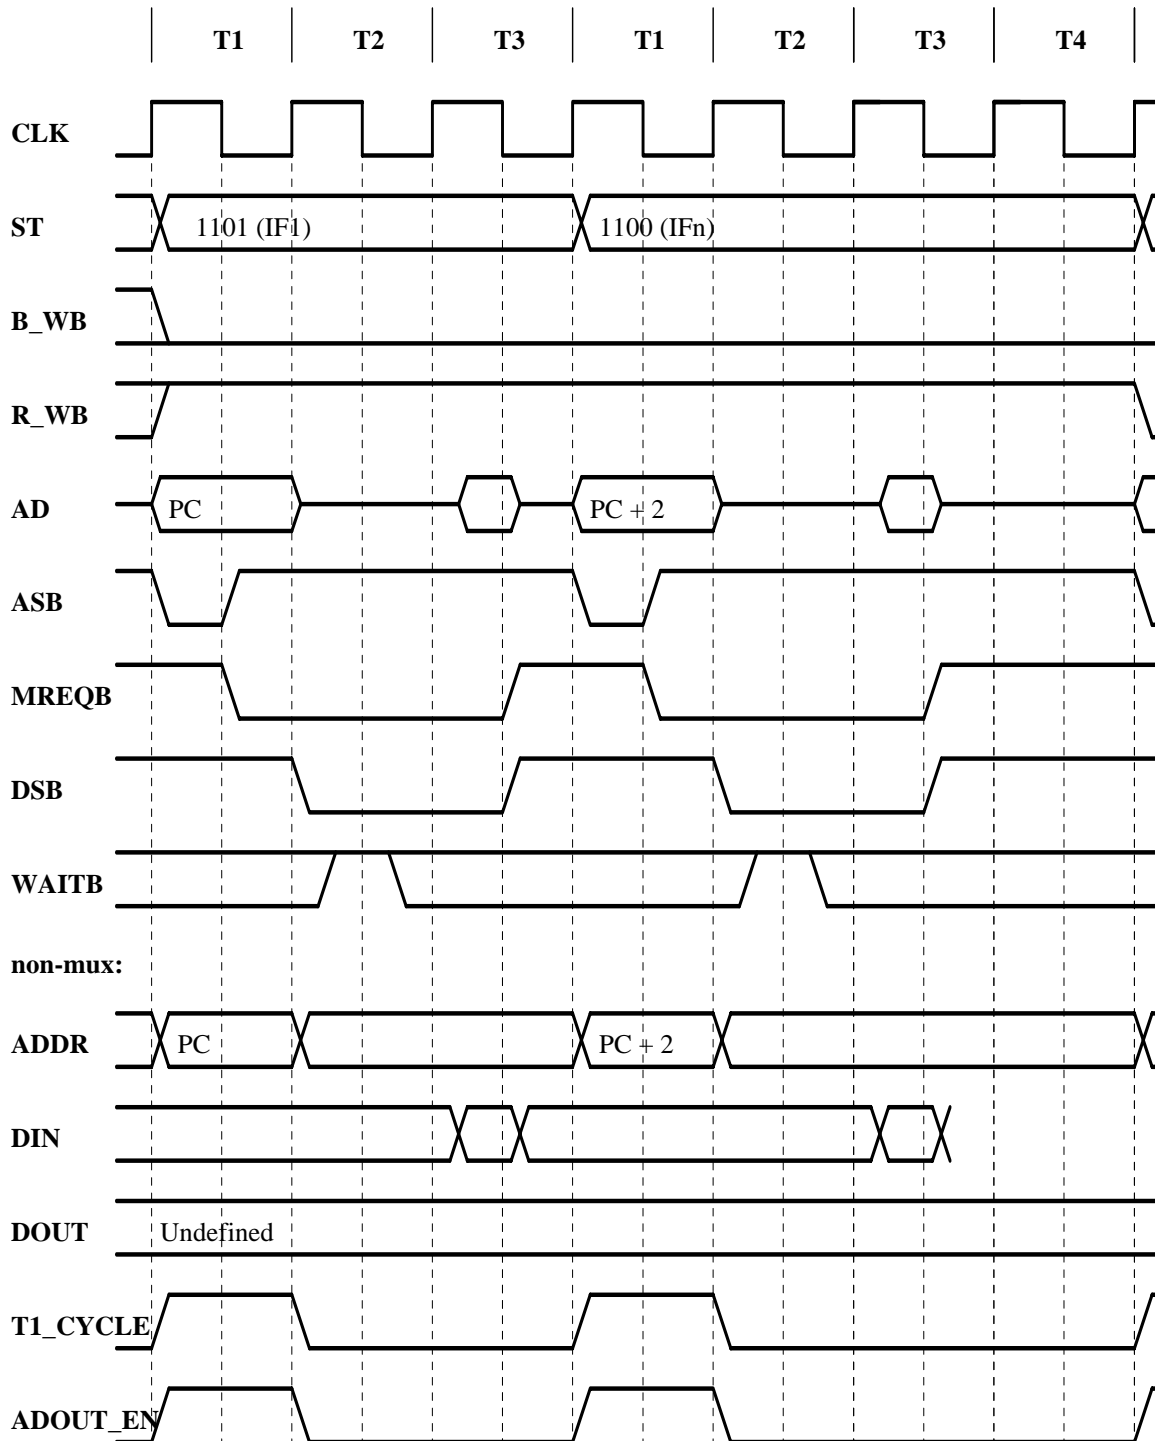 T1 T2 T3 T1 T2 T3 T4
CLK
ST 1101 (IF1) 1100 (IFn)
B_WB
R_WB
AD PC PC + 2
ASB
MREQB
DSB
WAITB
non-mux:
ADDR PC PC + 2
DIN
DOUT Undefined
T1_CYCLE
ADOUT_EN